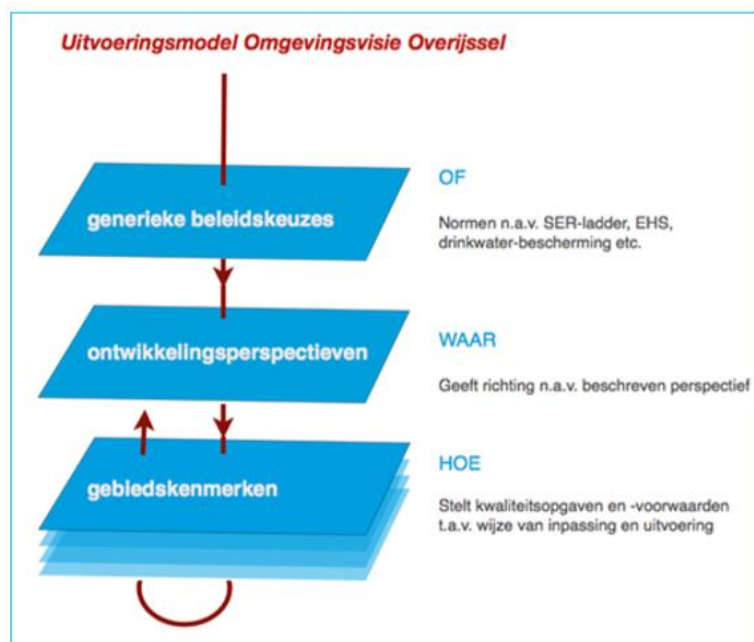 Uitvoeringsmodel Omgevingsvisie Overijssel
generieke beleidskeuzes
OF
Normen n.a.v. SER-ladder, EHS,
drinkwater-bescherming etc.
ontwikkelingsperspectieven
WAAR
Geeft richting n.a.v. beschreven perspectief
gebiedskenmerken
HOE
Stelt kwaliteitsopgaven en -voorwaarden
t.a.v. wijze van inpassing en uitvoering